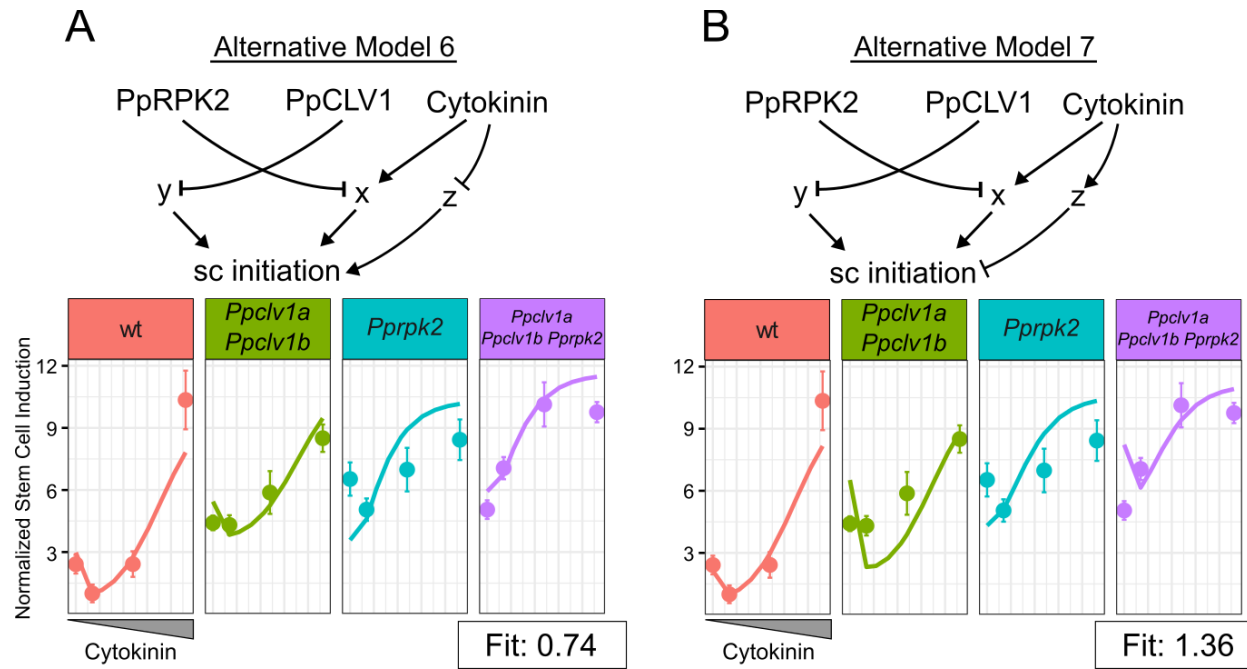 A
Alternative Model 6
PpRPK2 PpCLV1 Cytokinin
y x z
sc initiation
wt
Ppclv1a
Ppclv1b
Pprpk2
Ppclv1a
Ppclv1b Pprpk2
Normalized Stem Cell Induction
12
9
6
3
Cytokinin
Fit: 0.74
B
Alternative Model 7
PpRPK2 PpCLV1 Cytokinin
y x z
sc initiation
wt
Ppclv1a
Ppclv1b
Pprpk2
Ppclv1a
Ppclv1b Pprpk2
12
9
6
3
Cytokinin
Fit: 1.36